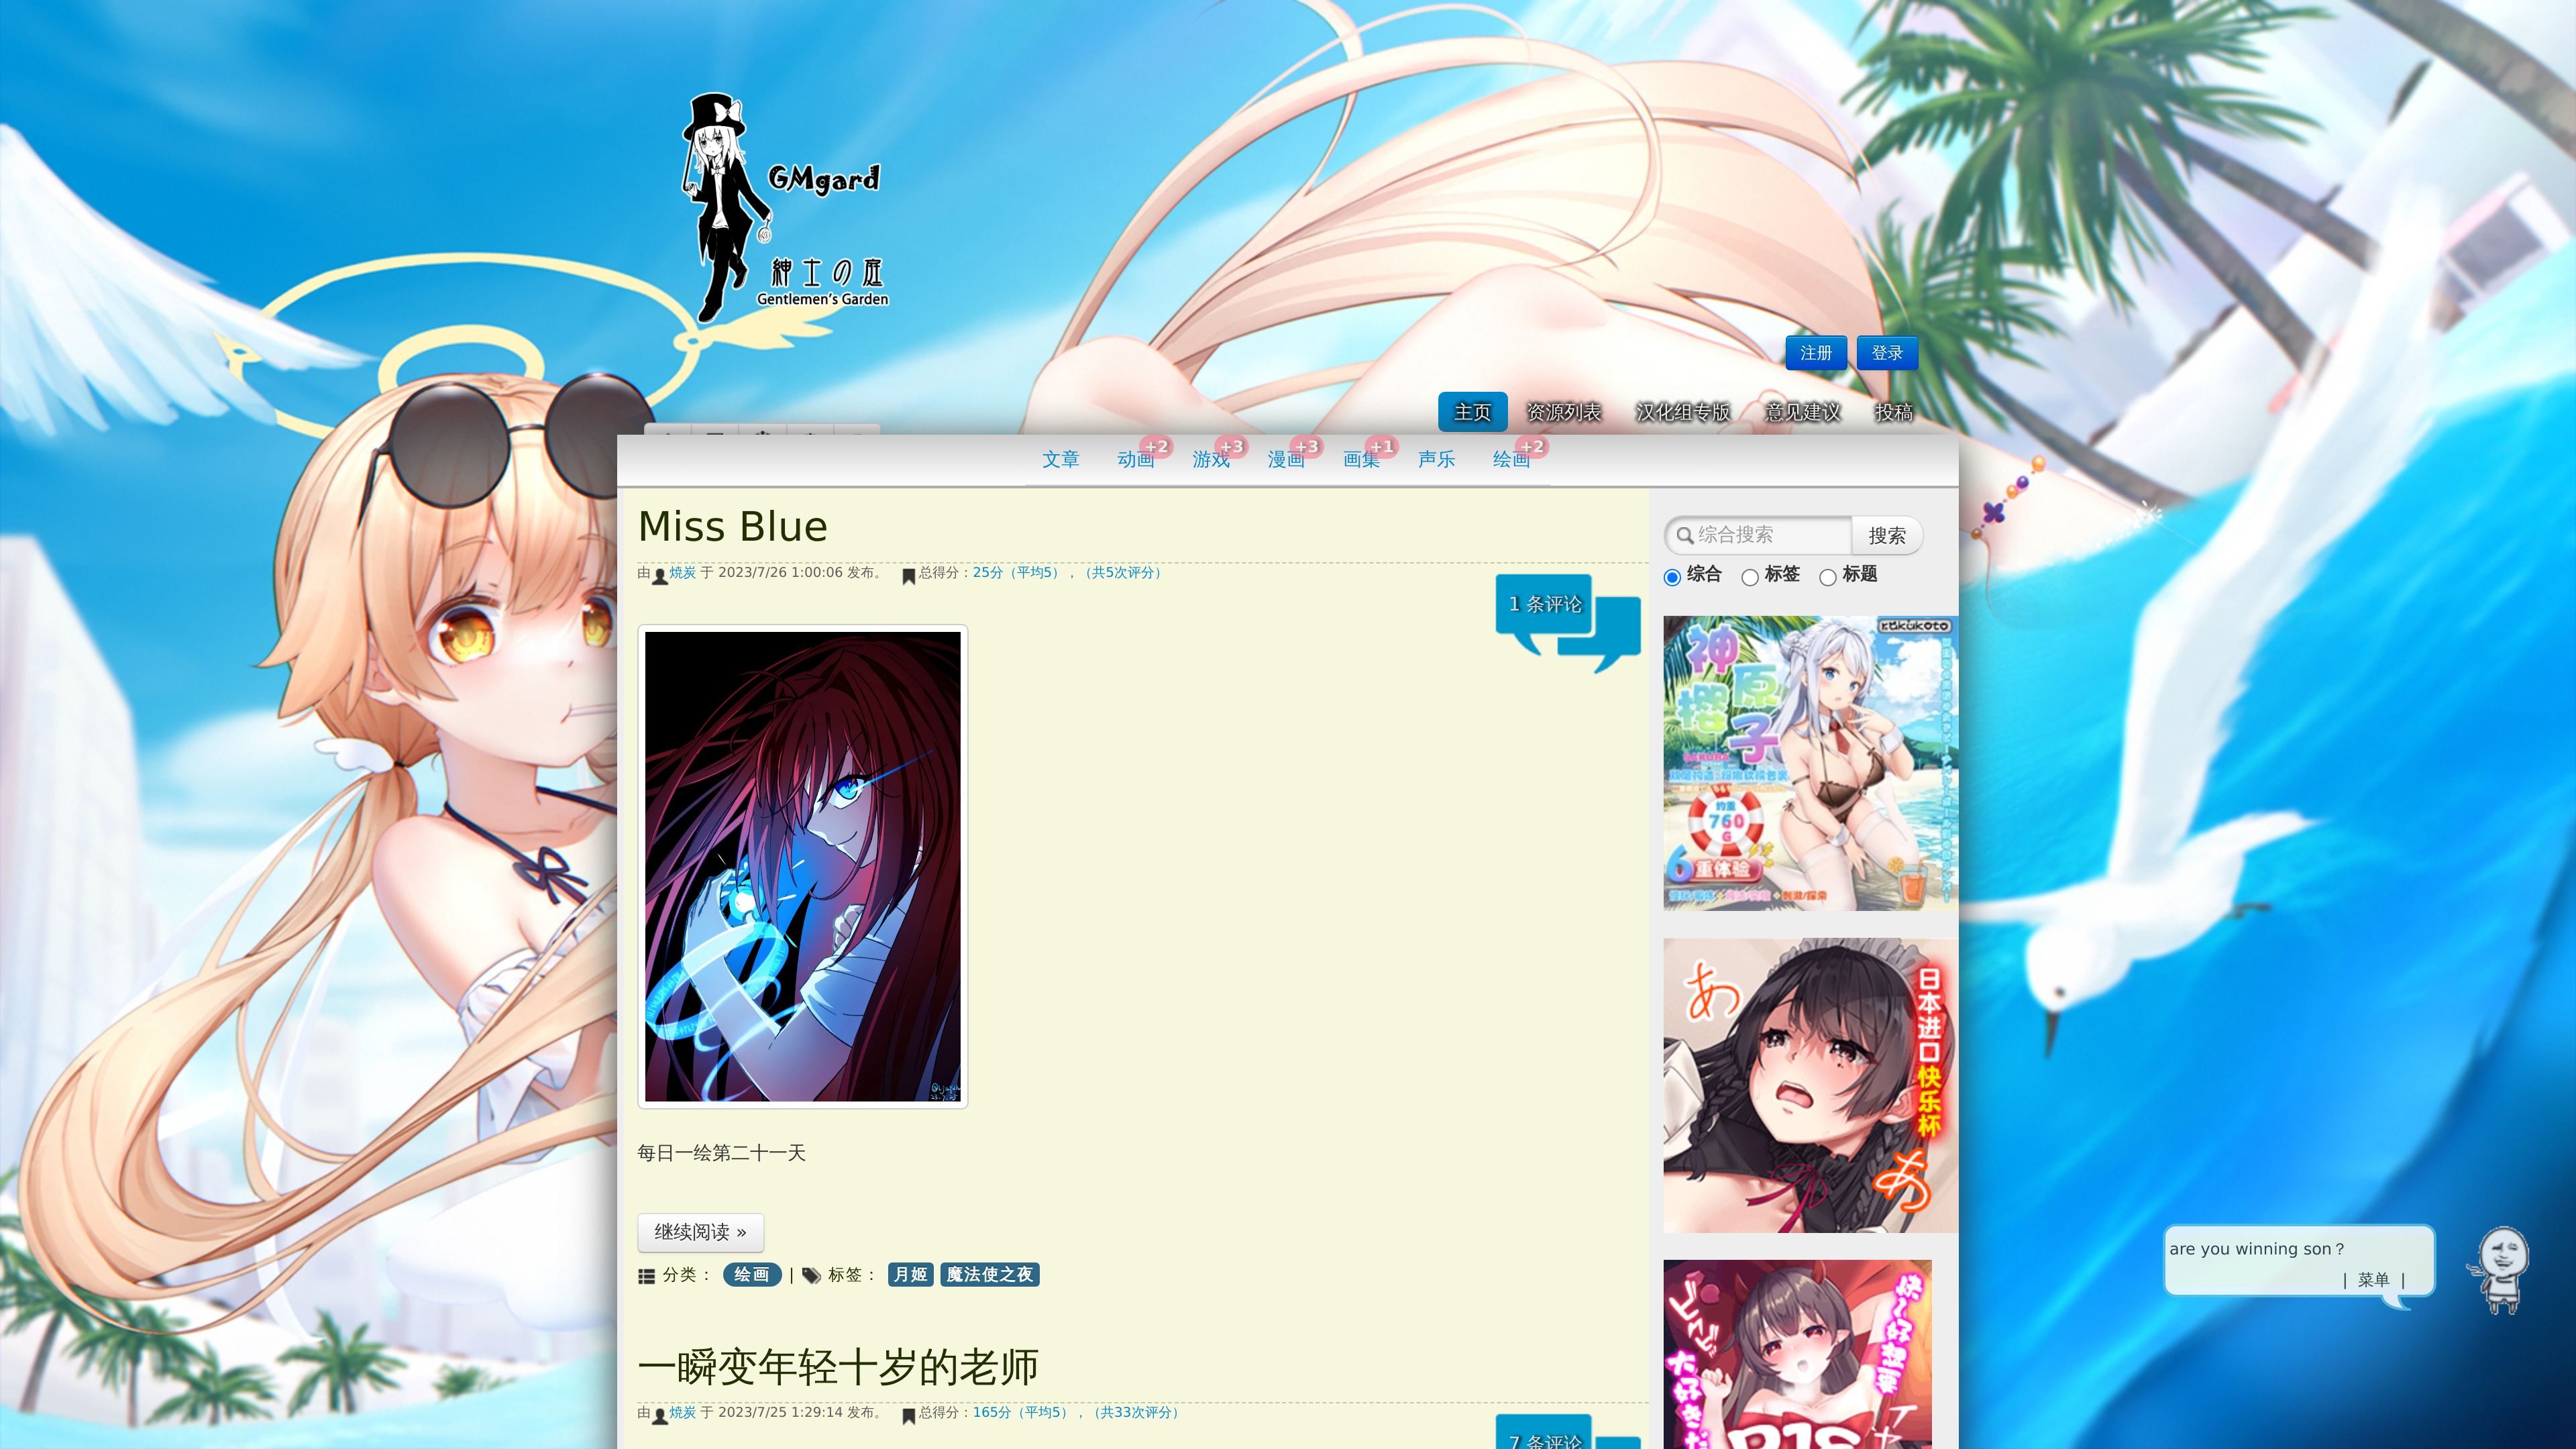 GMgard
紳士の庭
Gentlemen's Garden
注册 登录
主页 资源列表 汉化组专版 意见建议 投稿
文章 动画 +2 游戏 +3 漫画 +3 画集 +1 声乐 绘画 +2
Miss Blue
由 焼炭 于 2023/7/26 1:00:06 发布。 总得分：25分（平均5），（共5次评分）
1 条评论
每日一绘第二十一天
继续阅读 »
分类： 绘画 | 标签： 月姬 魔法使之夜
一瞬变年轻十岁的老师
由 焼炭 于 2023/7/25 1:29:14 发布。 总得分：165分（平均5），（共33次评分）
7 条评论
综合搜索 搜索
综合 标签 标题
KUKUKOTO
神原
樱子
约重
760
G
6重体验
あ
日本进口快乐杯
あ
are you winning son？
| 菜单 |